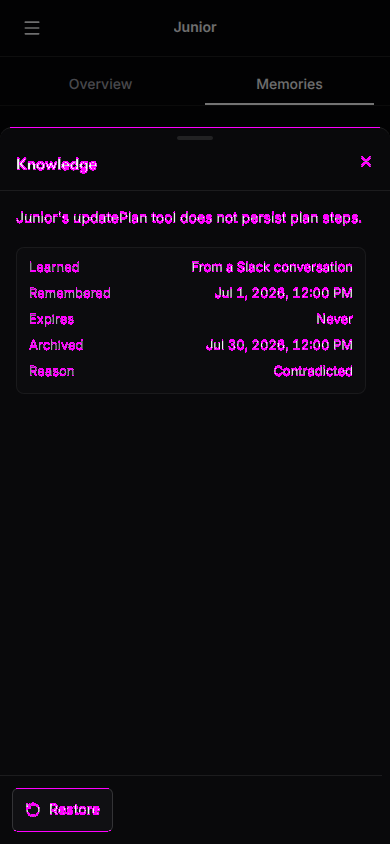 Junior
Overview
Memories
Knowledge
Junior's updatePlan tool does not persist plan steps.
Learned From a Slack conversation
Remembered Jul 1, 2026, 12:00 PM
Expires Never
Archived Jul 30, 2026, 12:00 PM
Reason Contradicted
Restore